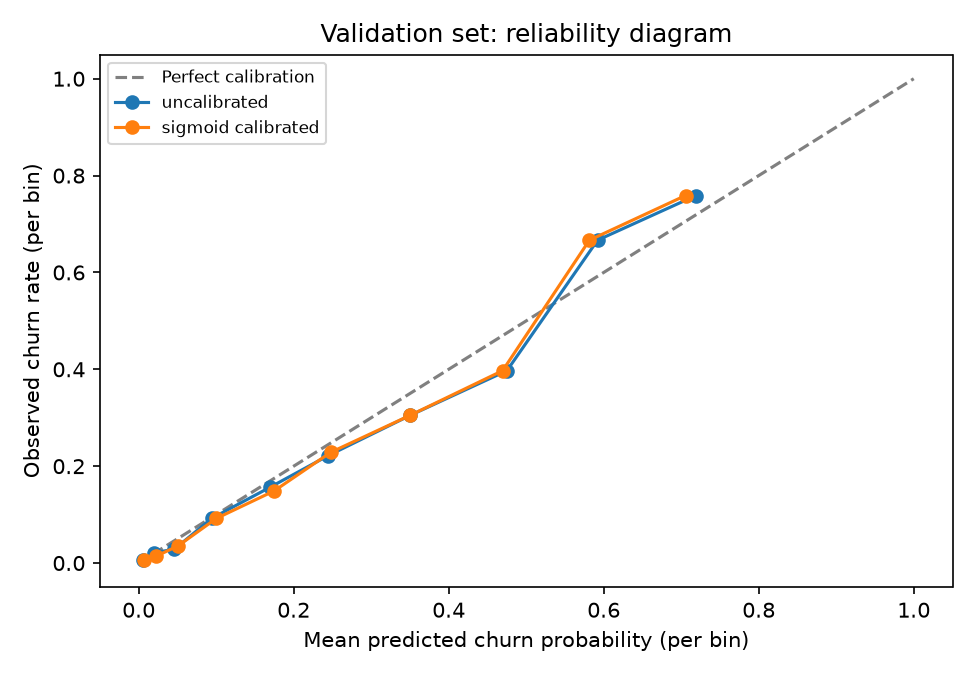 Validation set: reliability diagram
Perfect calibration
uncalibrated
sigmoid calibrated
Observed churn rate (per bin)
1.0
0.8
0.6
0.4
0.2
0.0
0.0 0.2 0.4 0.6 0.8 1.0
Mean predicted churn probability (per bin)